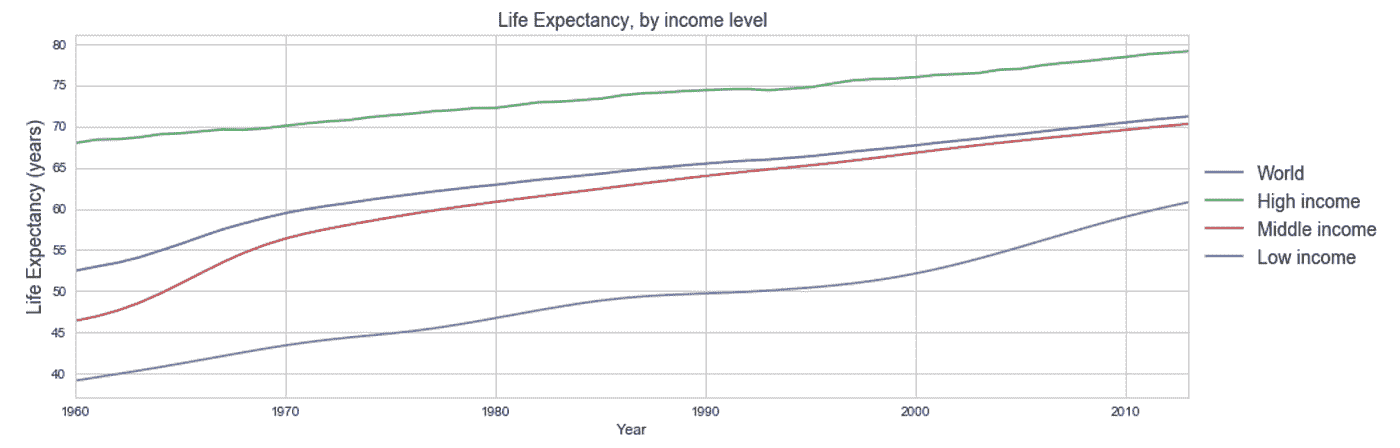 Life Expectancy, by income level
Life Expectancy (years)
80
75
70
65
60
55
50
45
40
1960 1970 1980 1990 2000 2010
Year
World
High income
Middle income
Low income